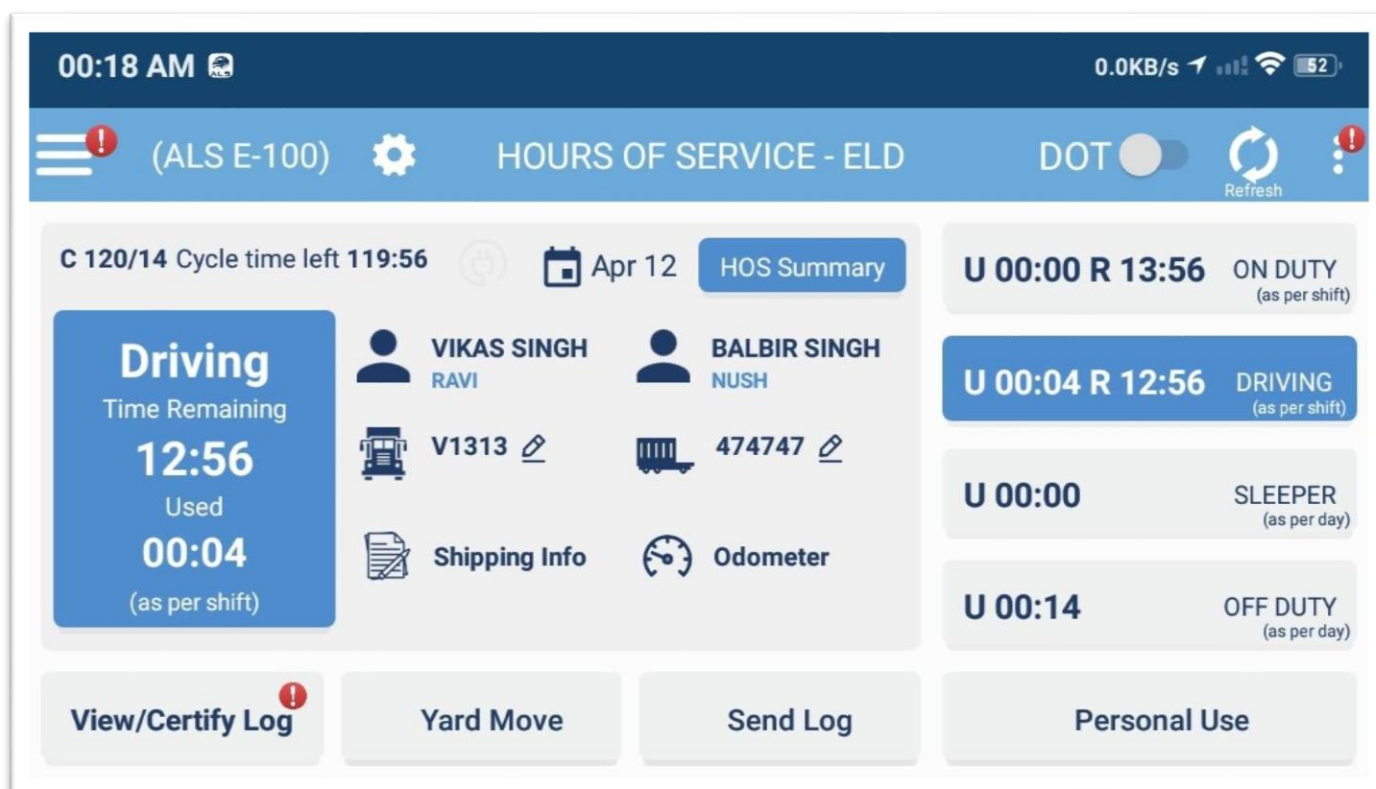 00:18 AM ALS 0.0KB/s 52
(ALS E-100) HOURS OF SERVICE - ELD DOT Refresh
C 120/14 Cycle time left 119:56 Apr 12 HOS Summary
Driving
Time Remaining
12:56
Used
00:04
(as per shift)
VIKAS SINGH
RAVI
BALBIR SINGH
NUSH
V1313
474747
Shipping Info
Odometer
U 00:00 R 13:56 ON DUTY
(as per shift)
U 00:04 R 12:56 DRIVING
(as per shift)
U 00:00 SLEEPER
(as per day)
U 00:14 OFF DUTY
(as per day)
View/Certify Log ! Yard Move Send Log Personal Use